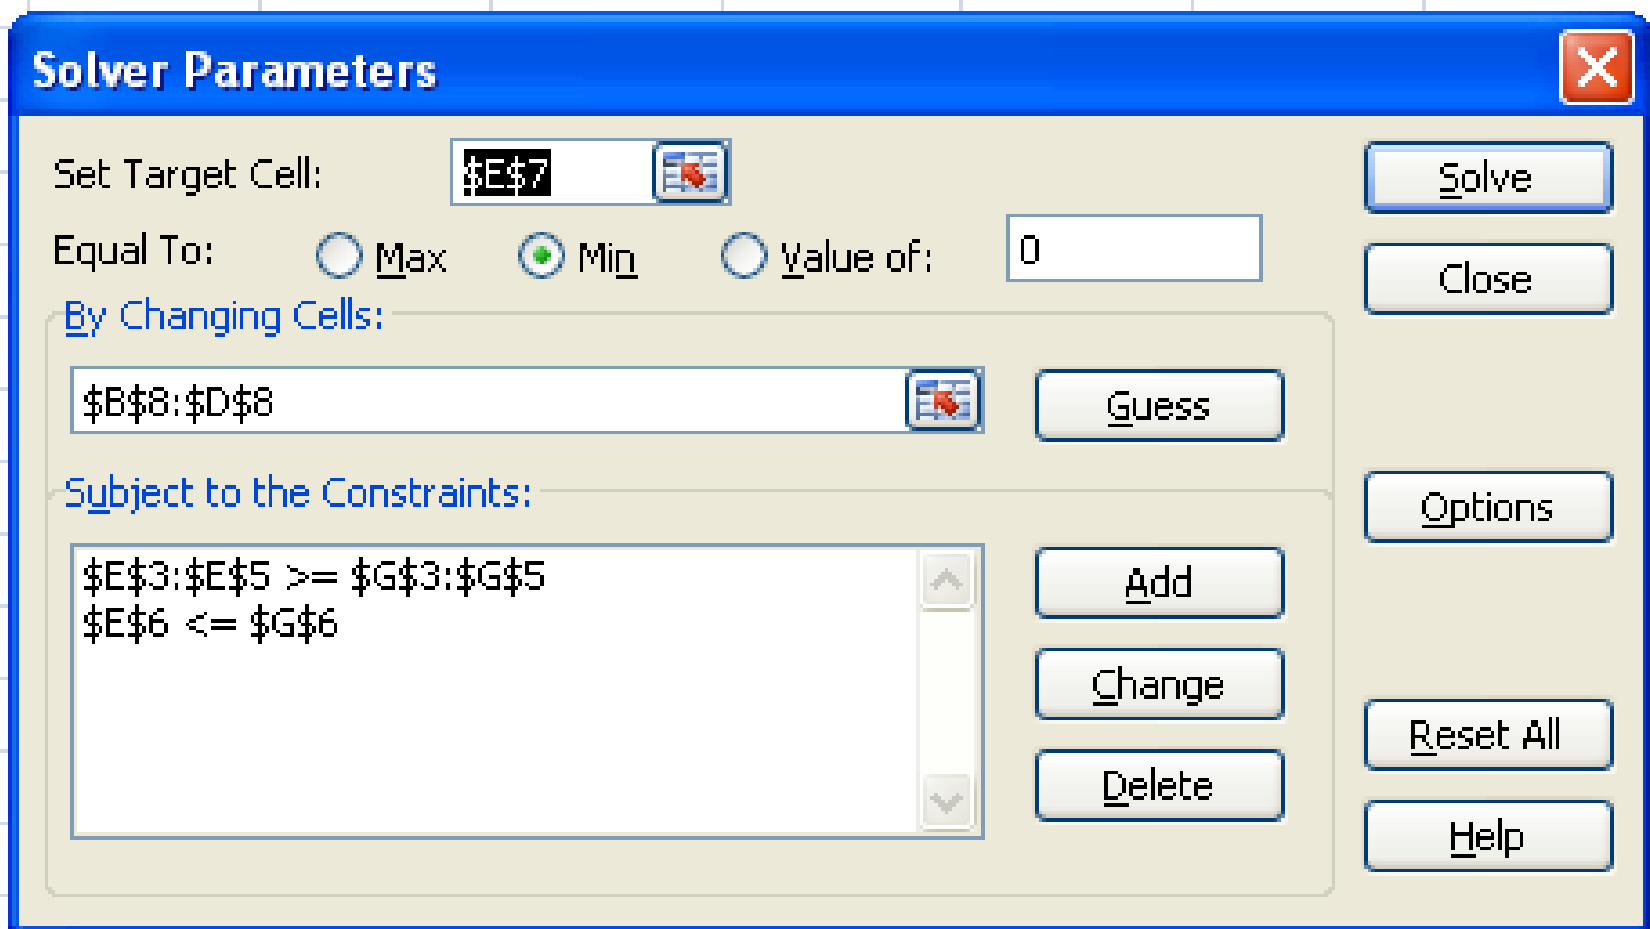 Solver Parameters
Set Target Cell: $E$7 Solve
Equal To: Max Min Value of: 0 Close
By Changing Cells:
$B$8:$D$8 Guess
Options
Subject to the Constraints:
$E$3:$E$5 >= $G$3:$G$5 Add
$E$6 <= $G$6
Change
Reset All
Delete
Help